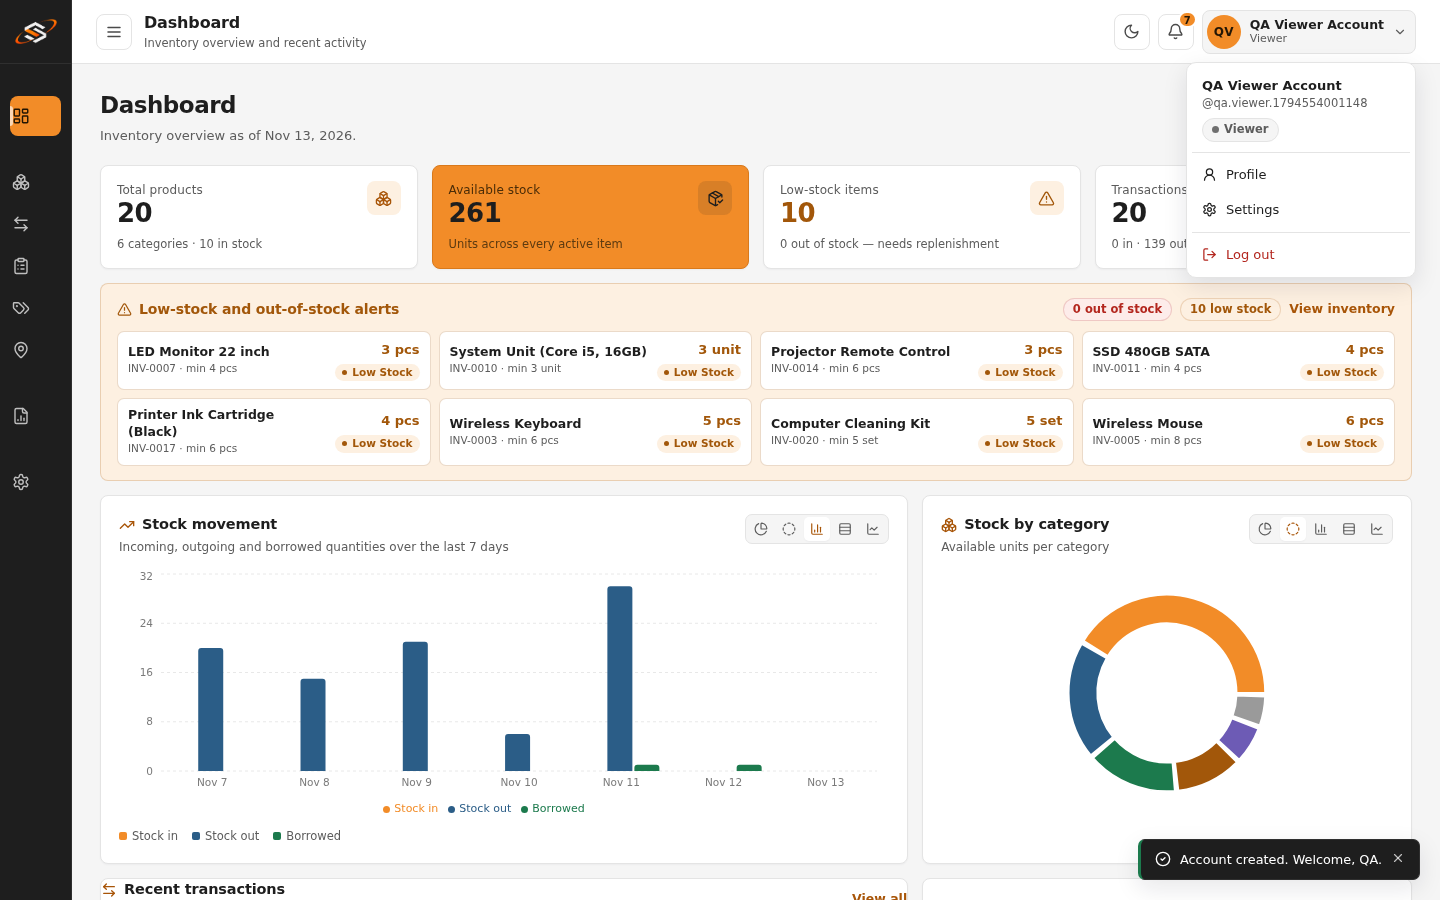 Dashboard
Inventory overview and recent activity
7
QV
QA Viewer Account
Viewer
QA Viewer Account
@qa.viewer.1794554001148
Viewer
Profile
Settings
Log out
Dashboard
Inventory overview as of Nov 13, 2026.
Total products
20
6 categories · 10 in stock
Available stock
261
Units across every active item
Low-stock items
10
0 out of stock — needs replenishment
Transactions
20
0 in · 139 out
Low-stock and out-of-stock alerts
0 out of stock
10 low stock
View inventory
LED Monitor 22 inch
INV-0007 · min 4 pcs
3 pcs
Low Stock
System Unit (Core i5, 16GB)
INV-0010 · min 3 unit
3 unit
Low Stock
Projector Remote Control
INV-0014 · min 6 pcs
3 pcs
Low Stock
SSD 480GB SATA
INV-0011 · min 4 pcs
4 pcs
Low Stock
Printer Ink Cartridge
(Black)
INV-0017 · min 6 pcs
4 pcs
Low Stock
Wireless Keyboard
INV-0003 · min 6 pcs
5 pcs
Low Stock
Computer Cleaning Kit
INV-0020 · min 5 set
5 set
Low Stock
Wireless Mouse
INV-0005 · min 8 pcs
6 pcs
Low Stock
Stock movement
Incoming, outgoing and borrowed quantities over the last 7 days
32
24
16
8
0
Nov 7 Nov 8 Nov 9 Nov 10 Nov 11 Nov 12 Nov 13
Stock in Stock out Borrowed
Stock in Stock out Borrowed
Stock by category
Available units per category
Account created. Welcome, QA.
Recent transactions
View all